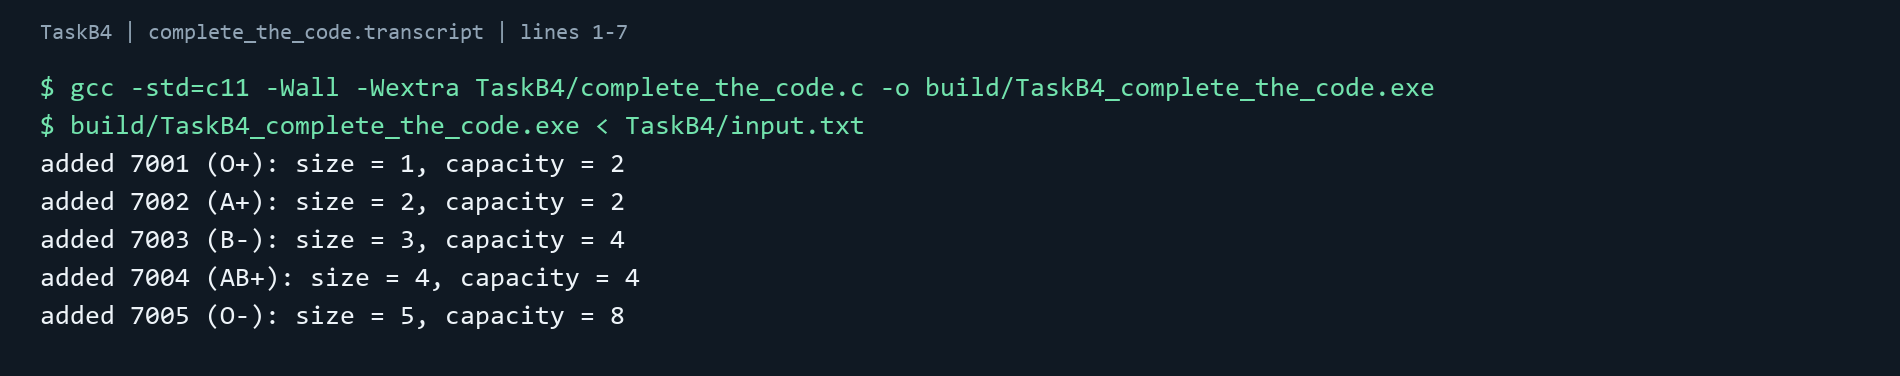 TaskB4 | complete_the_code.transcript | lines 1-7
$ gcc -std=c11 -Wall -Wextra TaskB4/complete_the_code.c -o build/TaskB4_complete_the_code.exe
$ build/TaskB4_complete_the_code.exe < TaskB4/input.txt
added 7001 (O+): size = 1, capacity = 2
added 7002 (A+): size = 2, capacity = 2
added 7003 (B-): size = 3, capacity = 4
added 7004 (AB+): size = 4, capacity = 4
added 7005 (O-): size = 5, capacity = 8